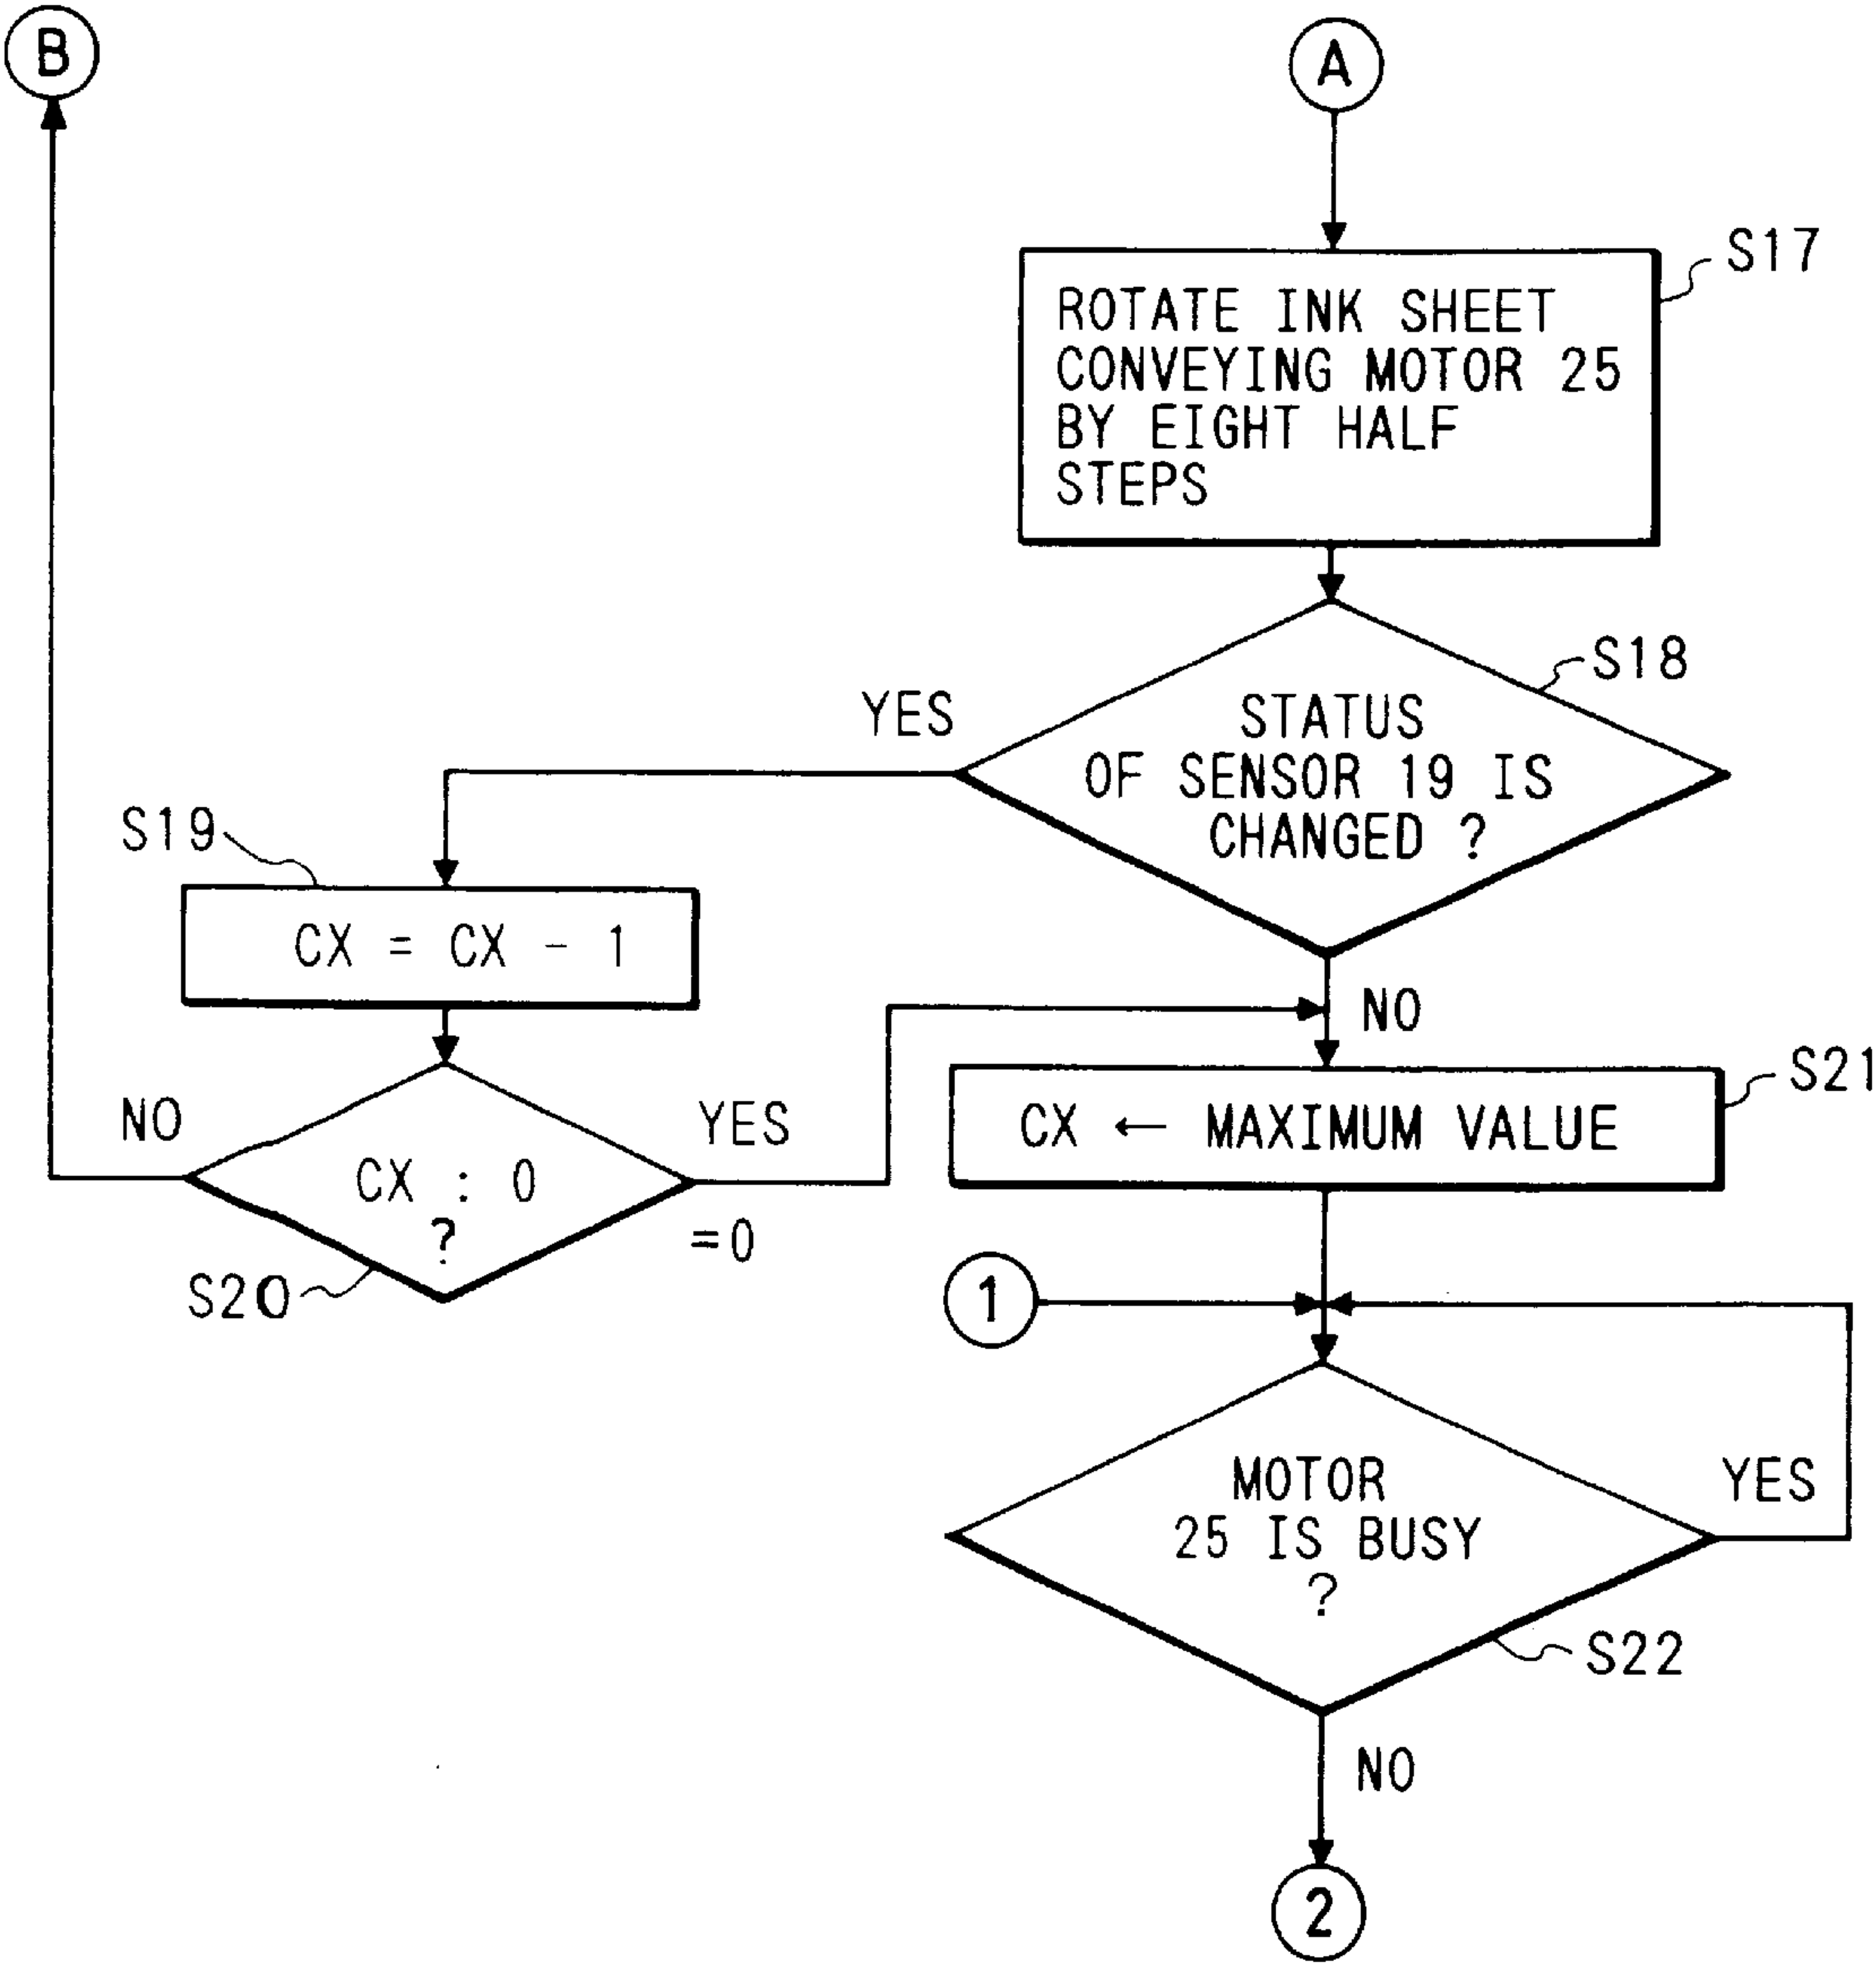 B
A
S17
ROTATE INK SHEET
CONVEYING MOTOR 25
BY EIGHT HALF
STEPS
S18
YES
STATUS
OF SENSOR 19 IS
CHANGED ?
S19
CX = CX - 1
NO
S21
NO
YES
CX ← MAXIMUM VALUE
CX : 0
?
=0
S20
1
MOTOR
25 IS BUSY
?
YES
S22
NO
2